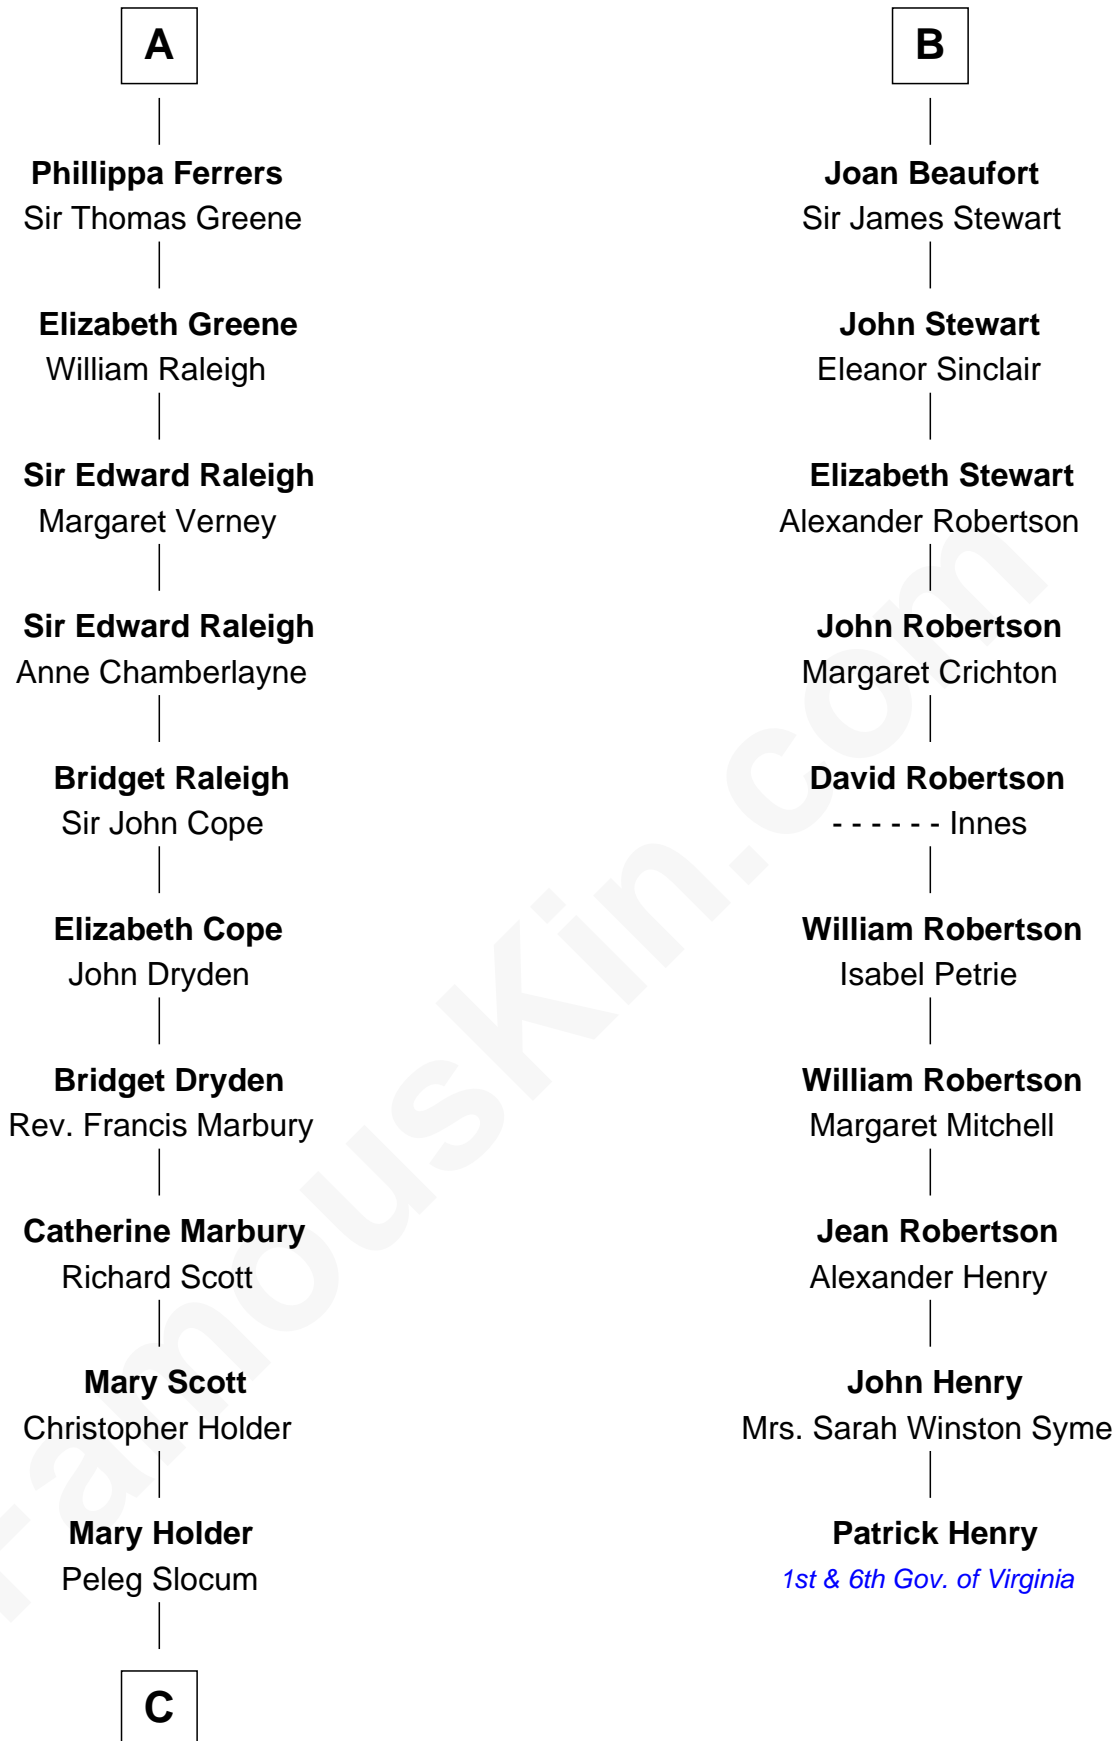 A
Phillippa Ferrers
Sir Thomas Greene
Elizabeth Greene
William Raleigh
Sir Edward Raleigh
Margaret Verney
Sir Edward Raleigh
Anne Chamberlayne
Bridget Raleigh
Sir John Cope
Elizabeth Cope
John Dryden
Bridget Dryden
Rev. Francis Marbury
Catherine Marbury
Richard Scott
Mary Scott
Christopher Holder
Mary Holder
Peleg Slocum
C
B
Joan Beaufort
Sir James Stewart
John Stewart
Eleanor Sinclair
Elizabeth Stewart
Alexander Robertson
John Robertson
Margaret Crichton
David Robertson
- - - - - - Innes
William Robertson
Isabel Petrie
William Robertson
Margaret Mitchell
Jean Robertson
Alexander Henry
John Henry
Mrs. Sarah Winston Syme
Patrick Henry
1st & 6th Gov. of Virginia
FamousKin.com